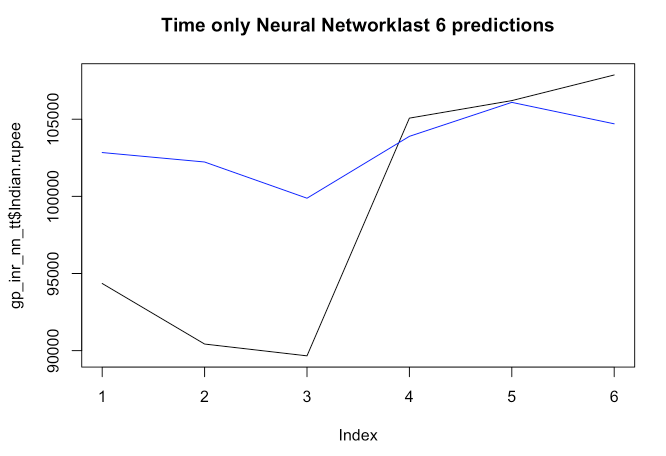 Time only Neural Networklast 6 predictions
gp_inr_nn_tt$Indian.rupee
105000
100000
95000
90000
1 2 3 4 5 6
Index